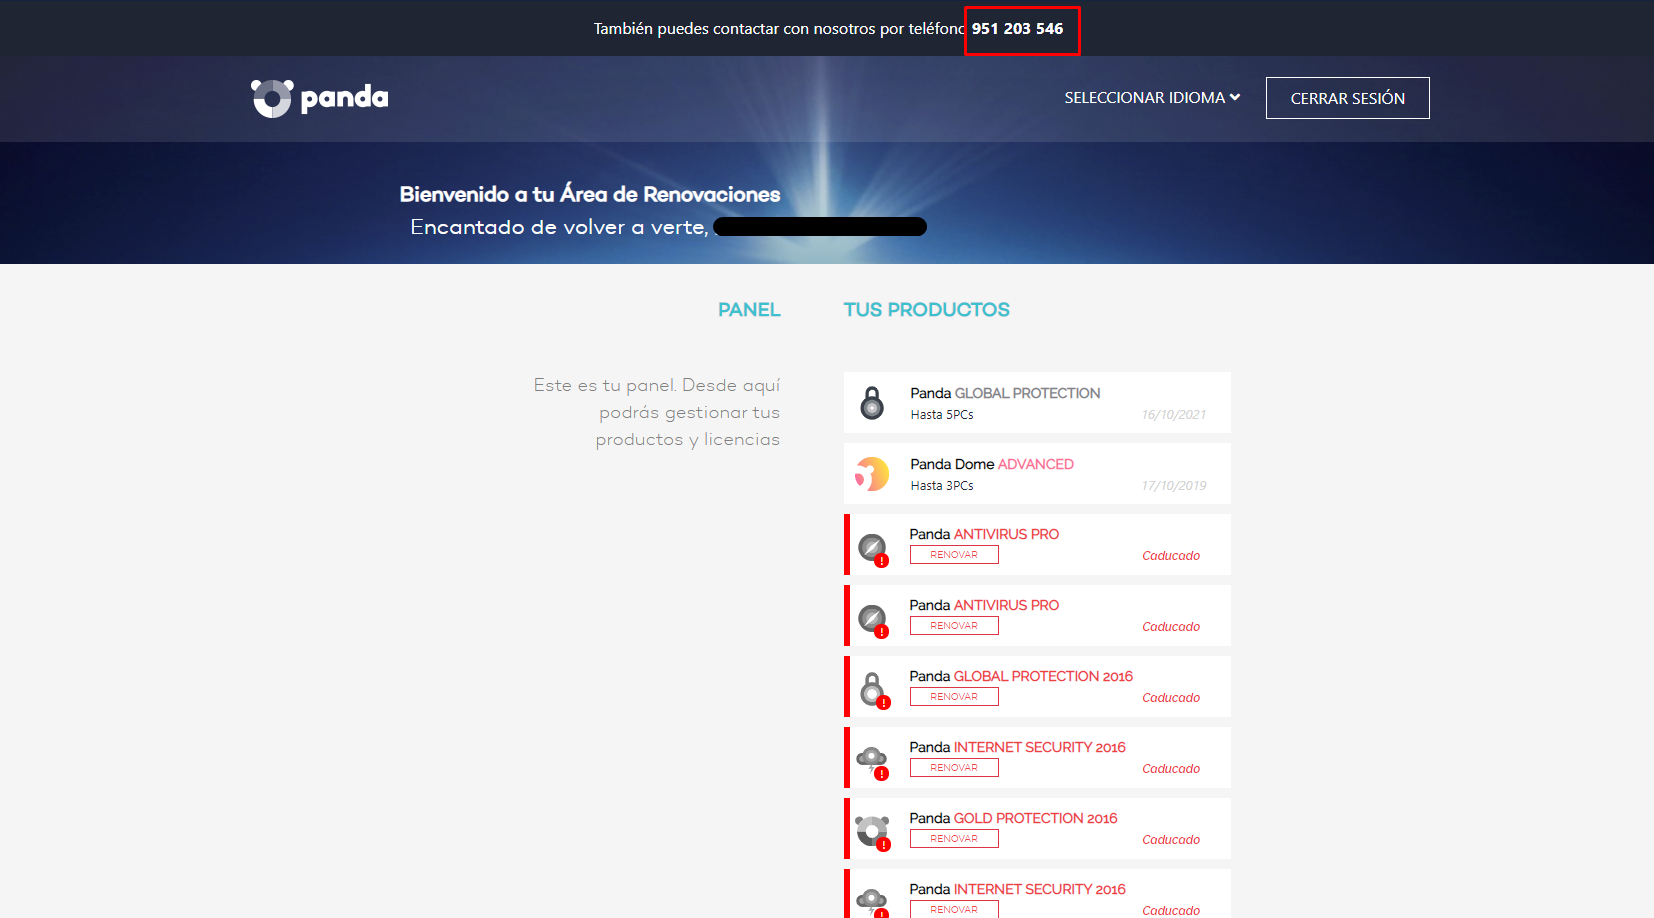 También puedes contactar con nosotros por teléfono 951 203 546
panda
SELECCIONAR IDIOMA
CERRAR SESIÓN
Bienvenido a tu Área de Renovaciones
Encantado de volver a verte,
PANEL
Este es tu panel. Desde aquí
podrás gestionar tus
productos y licencias
TUS PRODUCTOS
Panda GLOBAL PROTECTION
Hasta 5PCs 16/10/2021
Panda Dome ADVANCED
Hasta 3PCs 17/10/2019
Panda ANTIVIRUS PRO
RENOVAR Caducado
Panda ANTIVIRUS PRO
RENOVAR Caducado
Panda GLOBAL PROTECTION 2016
RENOVAR Caducado
Panda INTERNET SECURITY 2016
RENOVAR Caducado
Panda GOLD PROTECTION 2016
RENOVAR Caducado
Panda INTERNET SECURITY 2016
RENOVAR Caducado